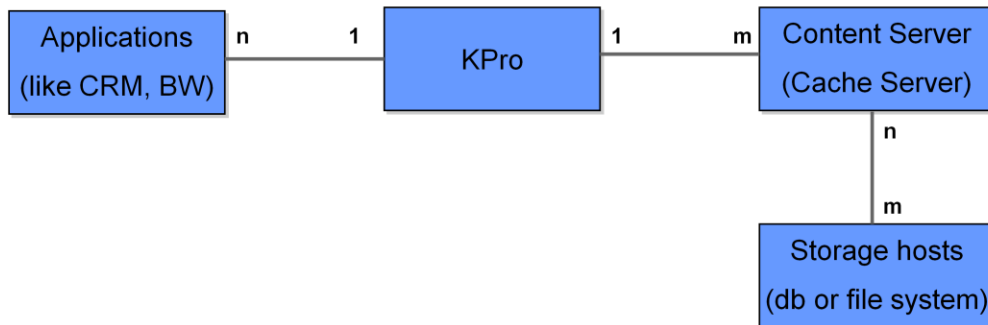 Applications
(like CRM, BW)
n
1
KPro
1
m
Content Server
(Cache Server)
n
m
Storage hosts
(db or file system)